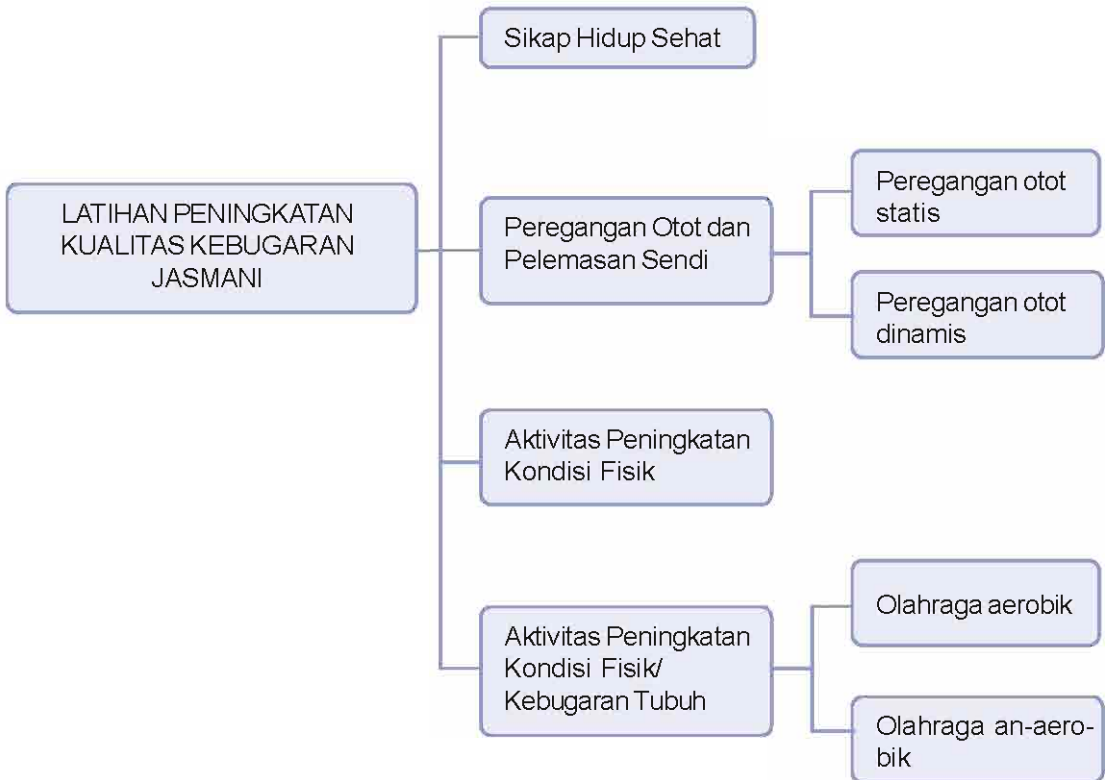 LATIHAN PENINGKATAN
KUALITAS KEBUGARAN
JASMANI
Sikap Hidup Sehat
Peregangan Otot dan
Pelemasan Sendi
Peregangan otot
statis
Peregangan otot
dinamis
Aktivitas Peningkatan
Kondisi Fisik
Aktivitas Peningkatan
Kondisi Fisik/
Kebugaran Tubuh
Olahraga aerobik
Olahraga an-aero-
bik